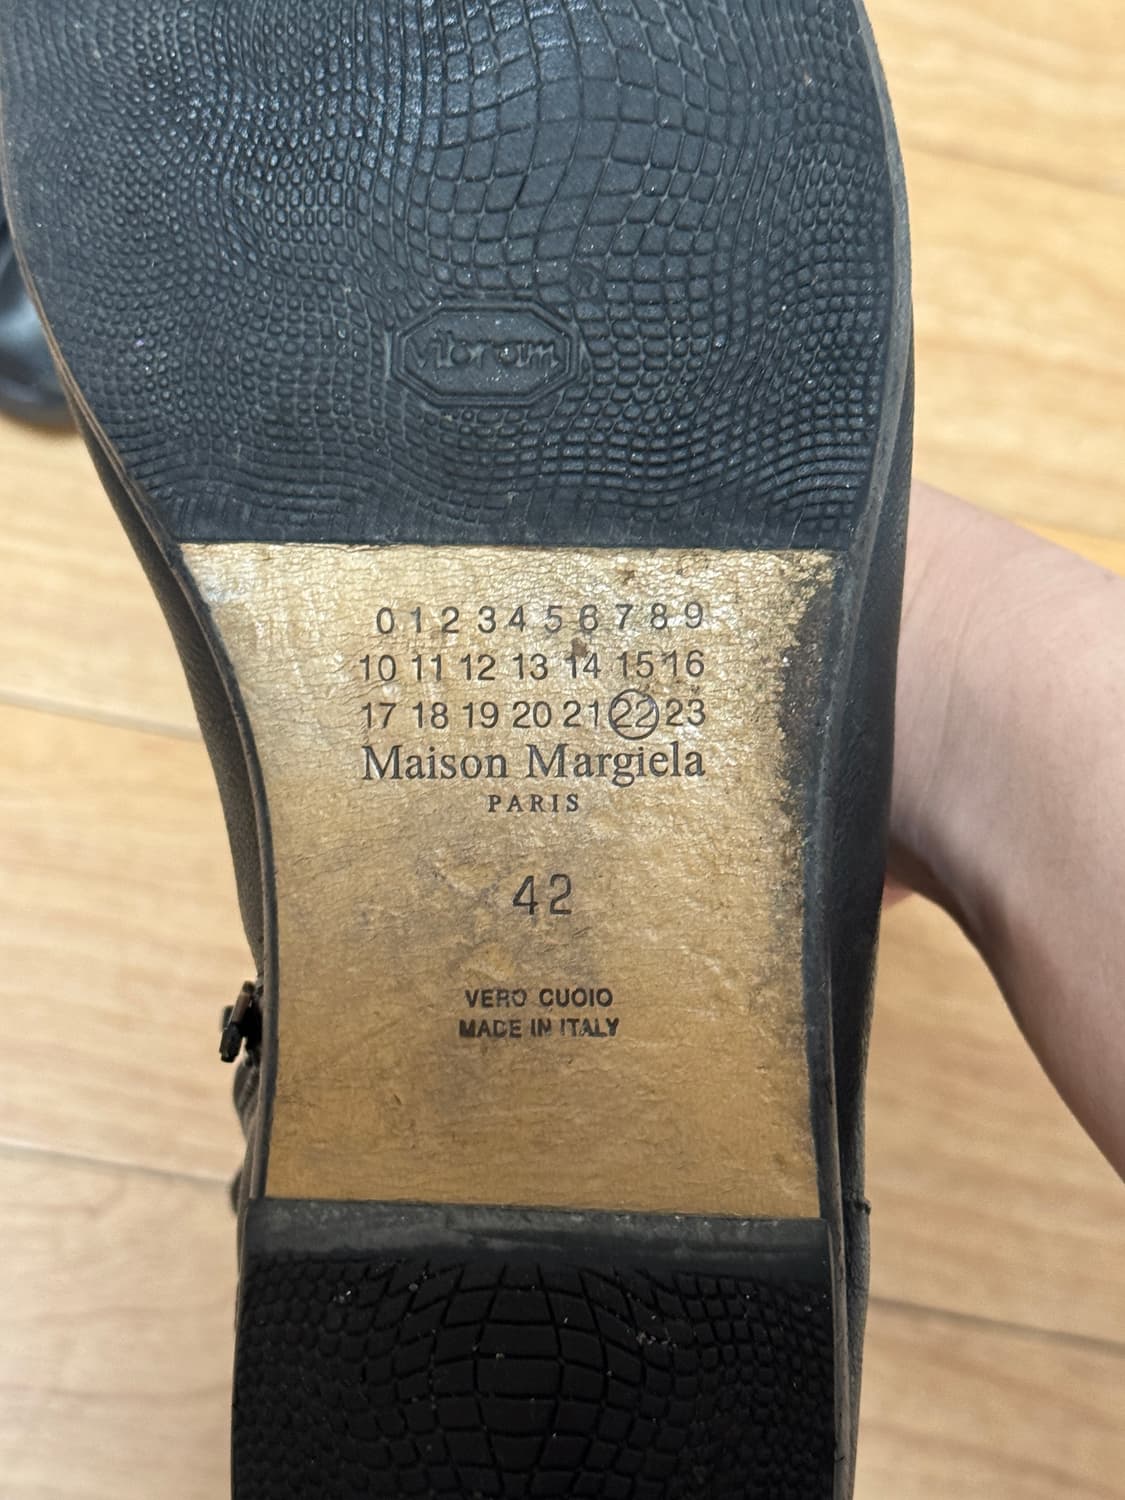 vibram
0 1 2 3 4 5 6 7 8 9
10 11 12 13 14 15 16
17 18 19 20 21 22 23
Maison Margiela
PARIS
42
VERO CUOIO
MADE IN ITALY